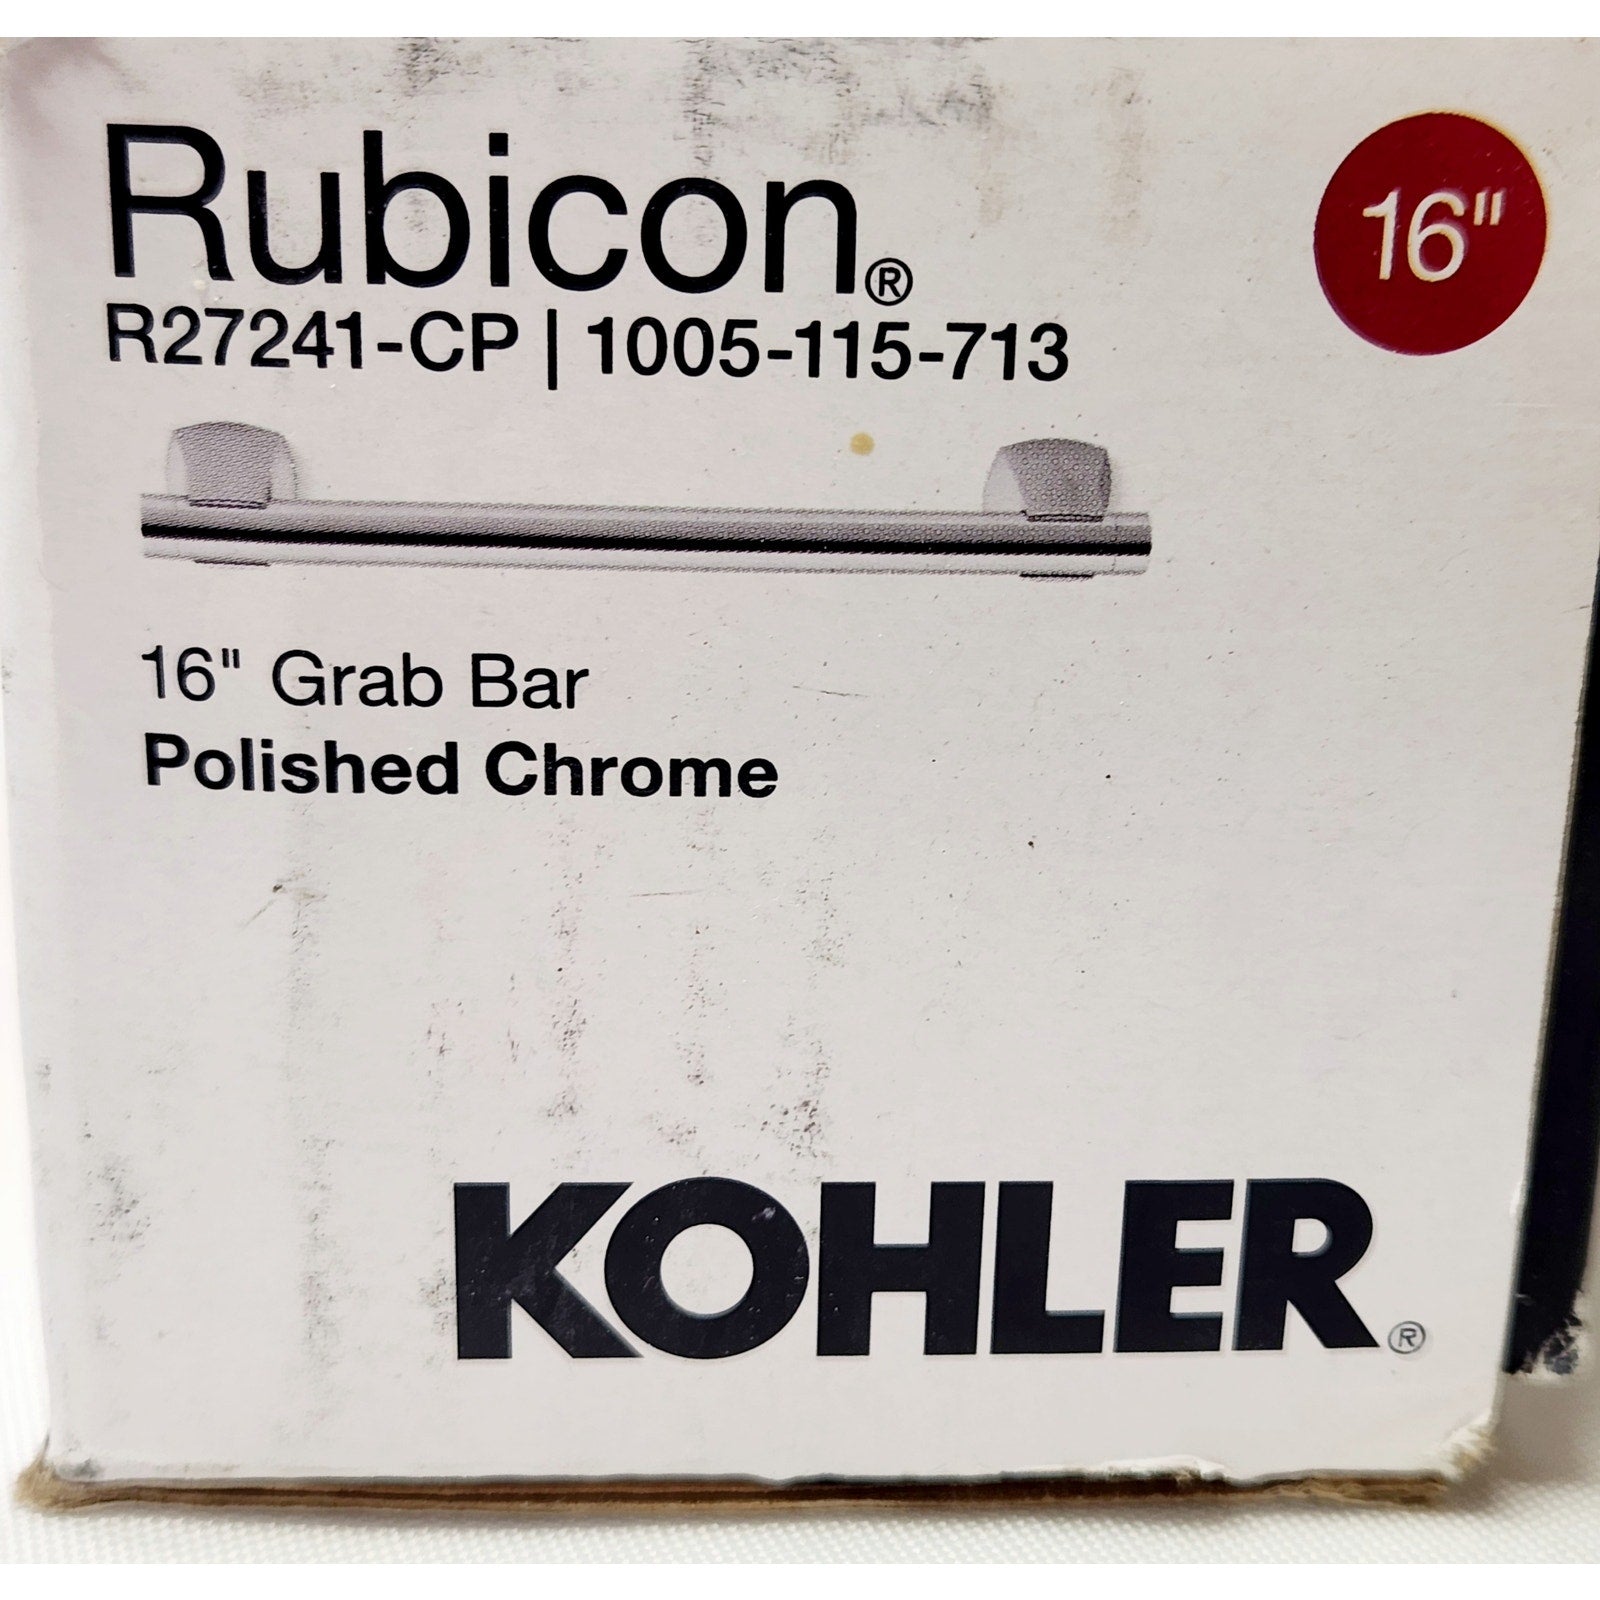 Rubicon®
16"
R27241-CP | 1005-115-713
16" Grab Bar
Polished Chrome
KOHLER®